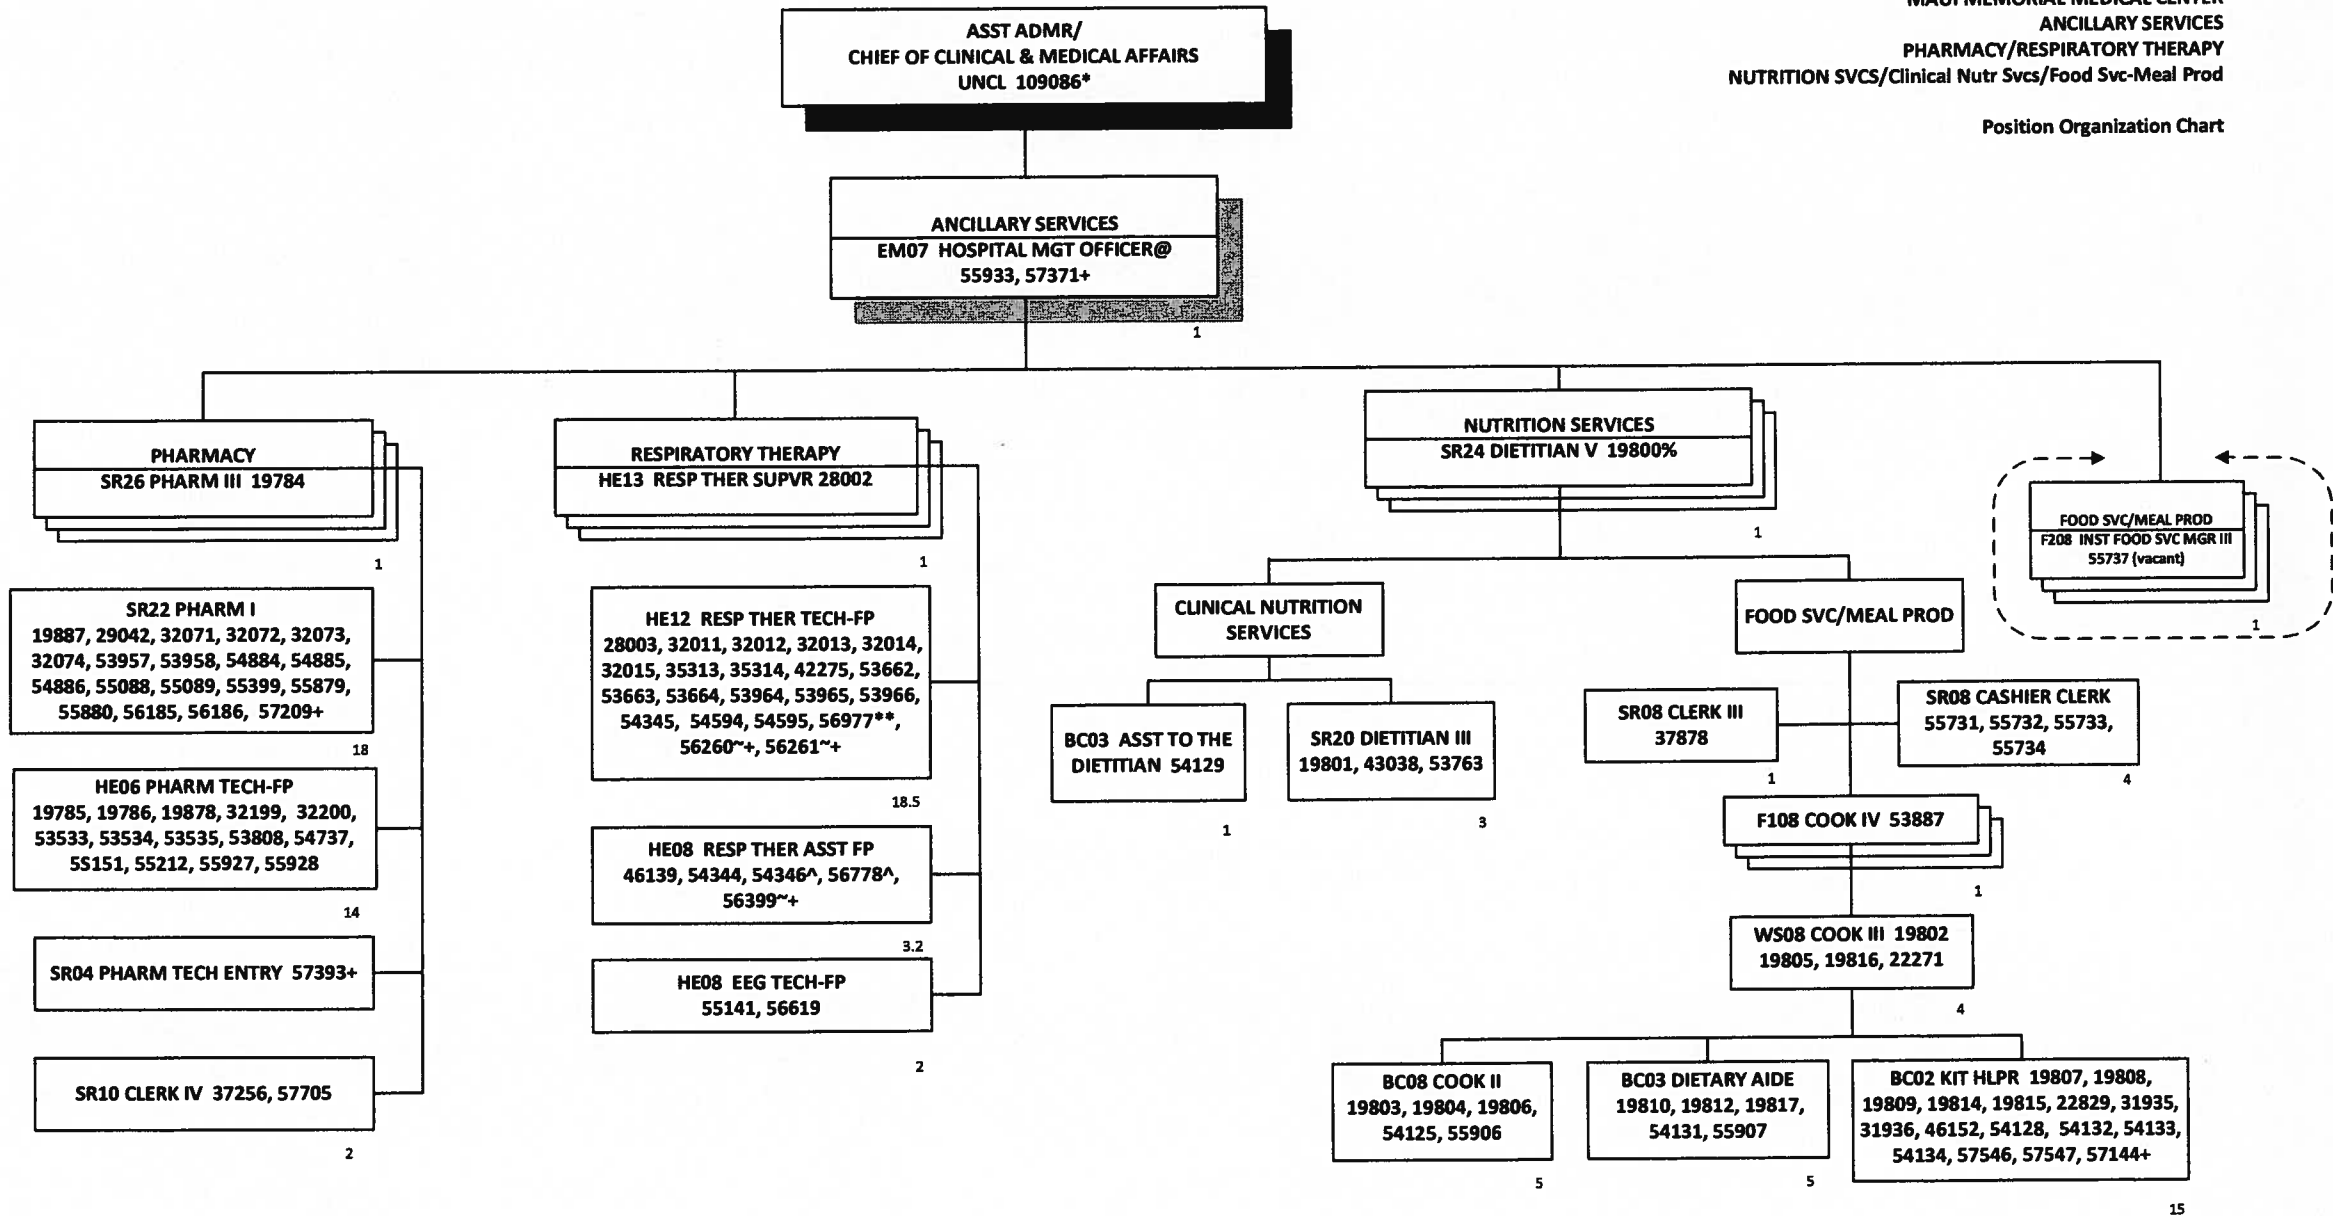 MAUI MEMORIAL MEDICAL CENTER
ANCILLARY SERVICES
PHARMACY/RESPIRATORY THERAPY
NUTRITION SVCS/Clinical Nutr Svcs/Food Svc-Meal Prod
Position Organization Chart
ASST ADMR/
CHIEF OF CLINICAL & MEDICAL AFFAIRS
UNCL 109086*
ANCILLARY SERVICES
EM07 HOSPITAL MGT OFFICER@
55933, 57371+
1
PHARMACY
SR26 PHARM III 19784
1
SR22 PHARM I
19887, 29042, 32071, 32072, 32073,
32074, 53957, 53958, 54884, 54885,
54886, 55088, 55089, 55399, 55879,
55880, 56185, 56186, 57209+
18
HE06 PHARM TECH-FP
19785, 19786, 19878, 32199, 32200,
53533, 53534, 53535, 53808, 54737,
5S151, 55212, 55927, 55928
14
SR04 PHARM TECH ENTRY 57393+
SR10 CLERK IV 37256, 57705
2
RESPIRATORY THERAPY
HE13 RESP THER SUPVR 28002
1
HE12 RESP THER TECH-FP
28003, 32011, 32012, 32013, 32014,
32015, 35313, 35314, 42275, 53662,
53663, 53664, 53964, 53965, 53966,
54345, 54594, 54595, 56977**,
56260~+, 56261~+
18.5
HE08 RESP THER ASST FP
46139, 54344, 54346^, 56778^,
56399~+
3.2
HE08 EEG TECH-FP
55141, 56619
2
NUTRITION SERVICES
SR24 DIETITIAN V 19800%
1
CLINICAL NUTRITION
SERVICES
BC03 ASST TO THE
DIETITIAN 54129
1
SR20 DIETITIAN III
19801, 43038, 53763
3
FOOD SVC/MEAL PROD
SR08 CLERK III
37878
1
SR08 CASHIER CLERK
55731, 55732, 55733,
55734
4
F108 COOK IV 53887
1
WS08 COOK III 19802
19805, 19816, 22271
4
BC08 COOK II
19803, 19804, 19806,
54125, 55906
5
BC03 DIETARY AIDE
19810, 19812, 19817,
54131, 55907
5
BC02 KIT HLPR 19807, 19808,
19809, 19814, 19815, 22829, 31935,
31936, 46152, 54128, 54132, 54133,
54134, 57546, 57547, 57144+
15
FOOD SVC/MEAL PROD
F208 INST FOOD SVC MGR III
55737 (vacant)
1